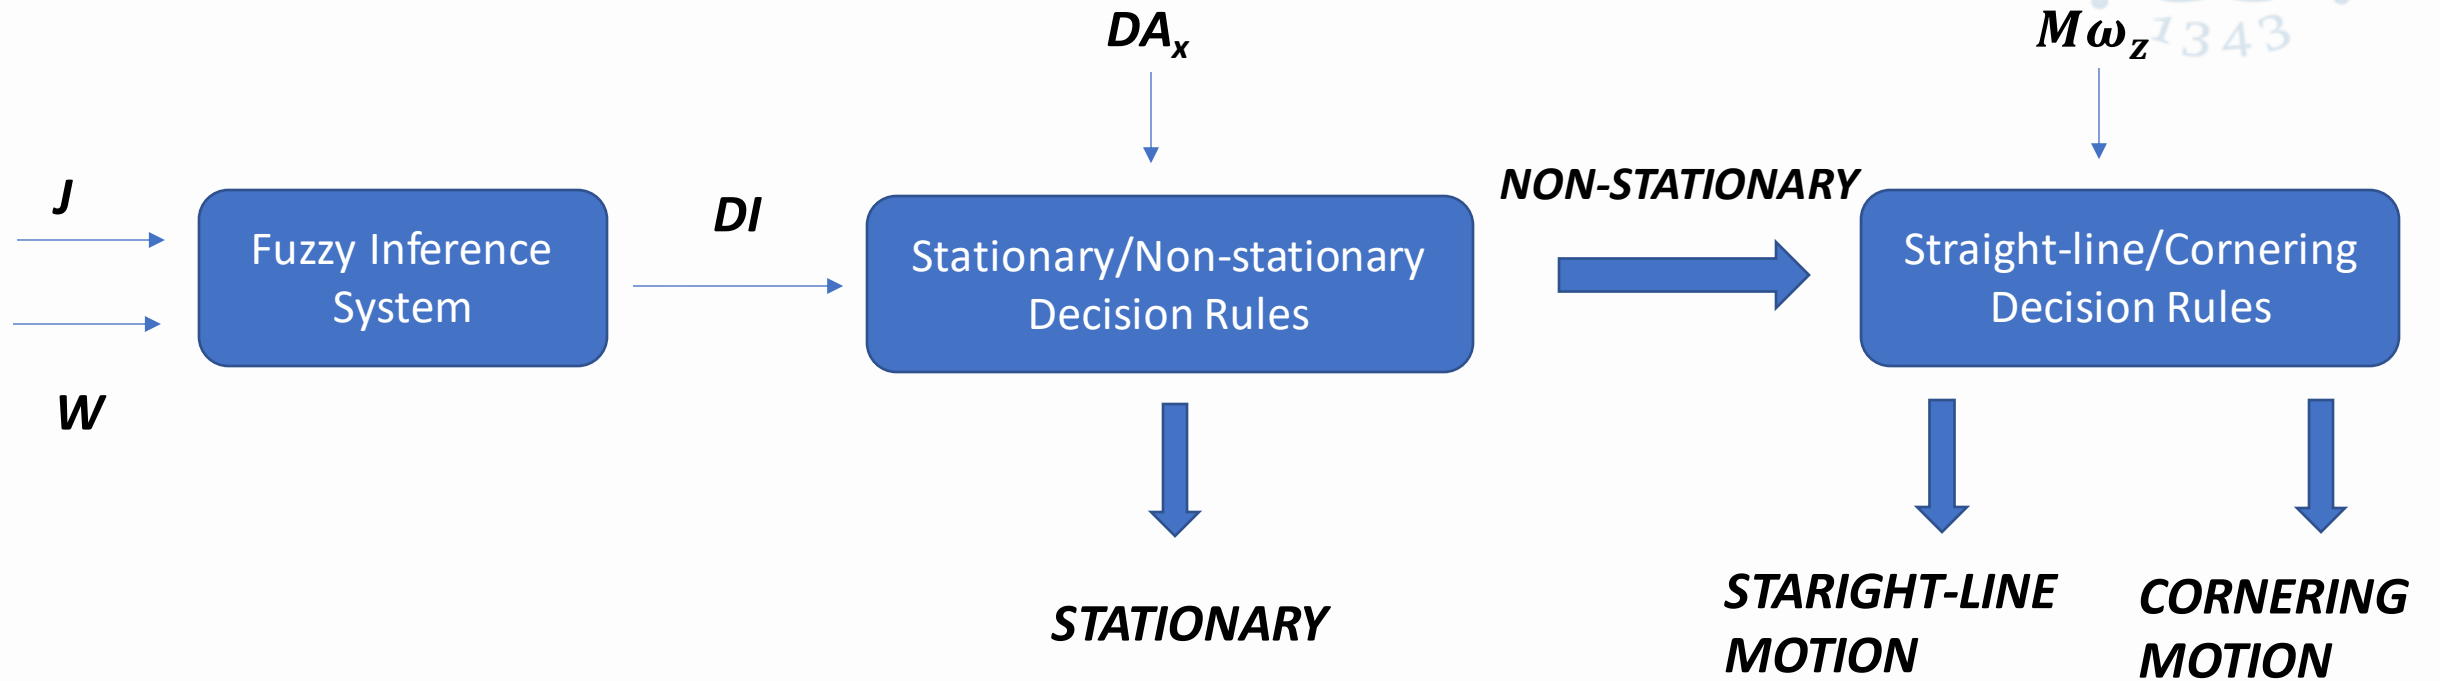 DAx
Mωz
1343
J
Fuzzy Inference
System
W
DI
Stationary/Non-stationary
Decision Rules
NON-STATIONARY
Straight-line/Cornering
Decision Rules
STATIONARY
STARIGHT-LINE
MOTION
CORNERING
MOTION